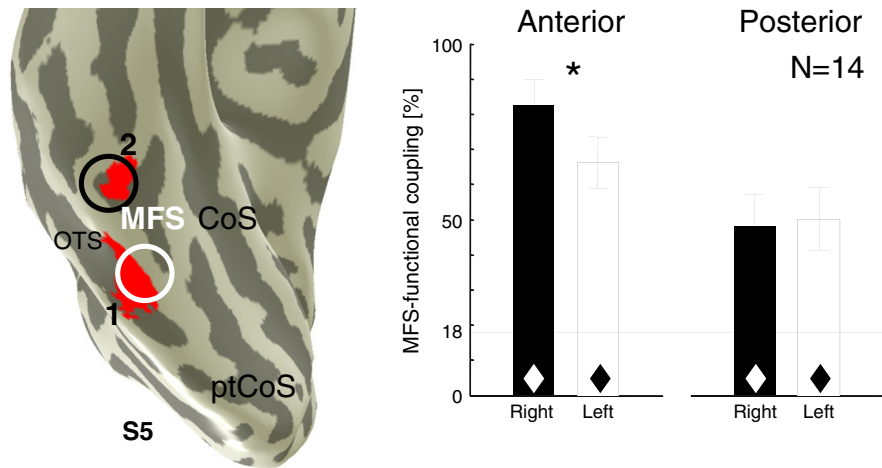 2
MFS CoS
OTS
1
ptCoS
S5
Anterior Posterior
N=14
*
MFS-functional coupling [%]
100
50
18
0
Right Left Right Left